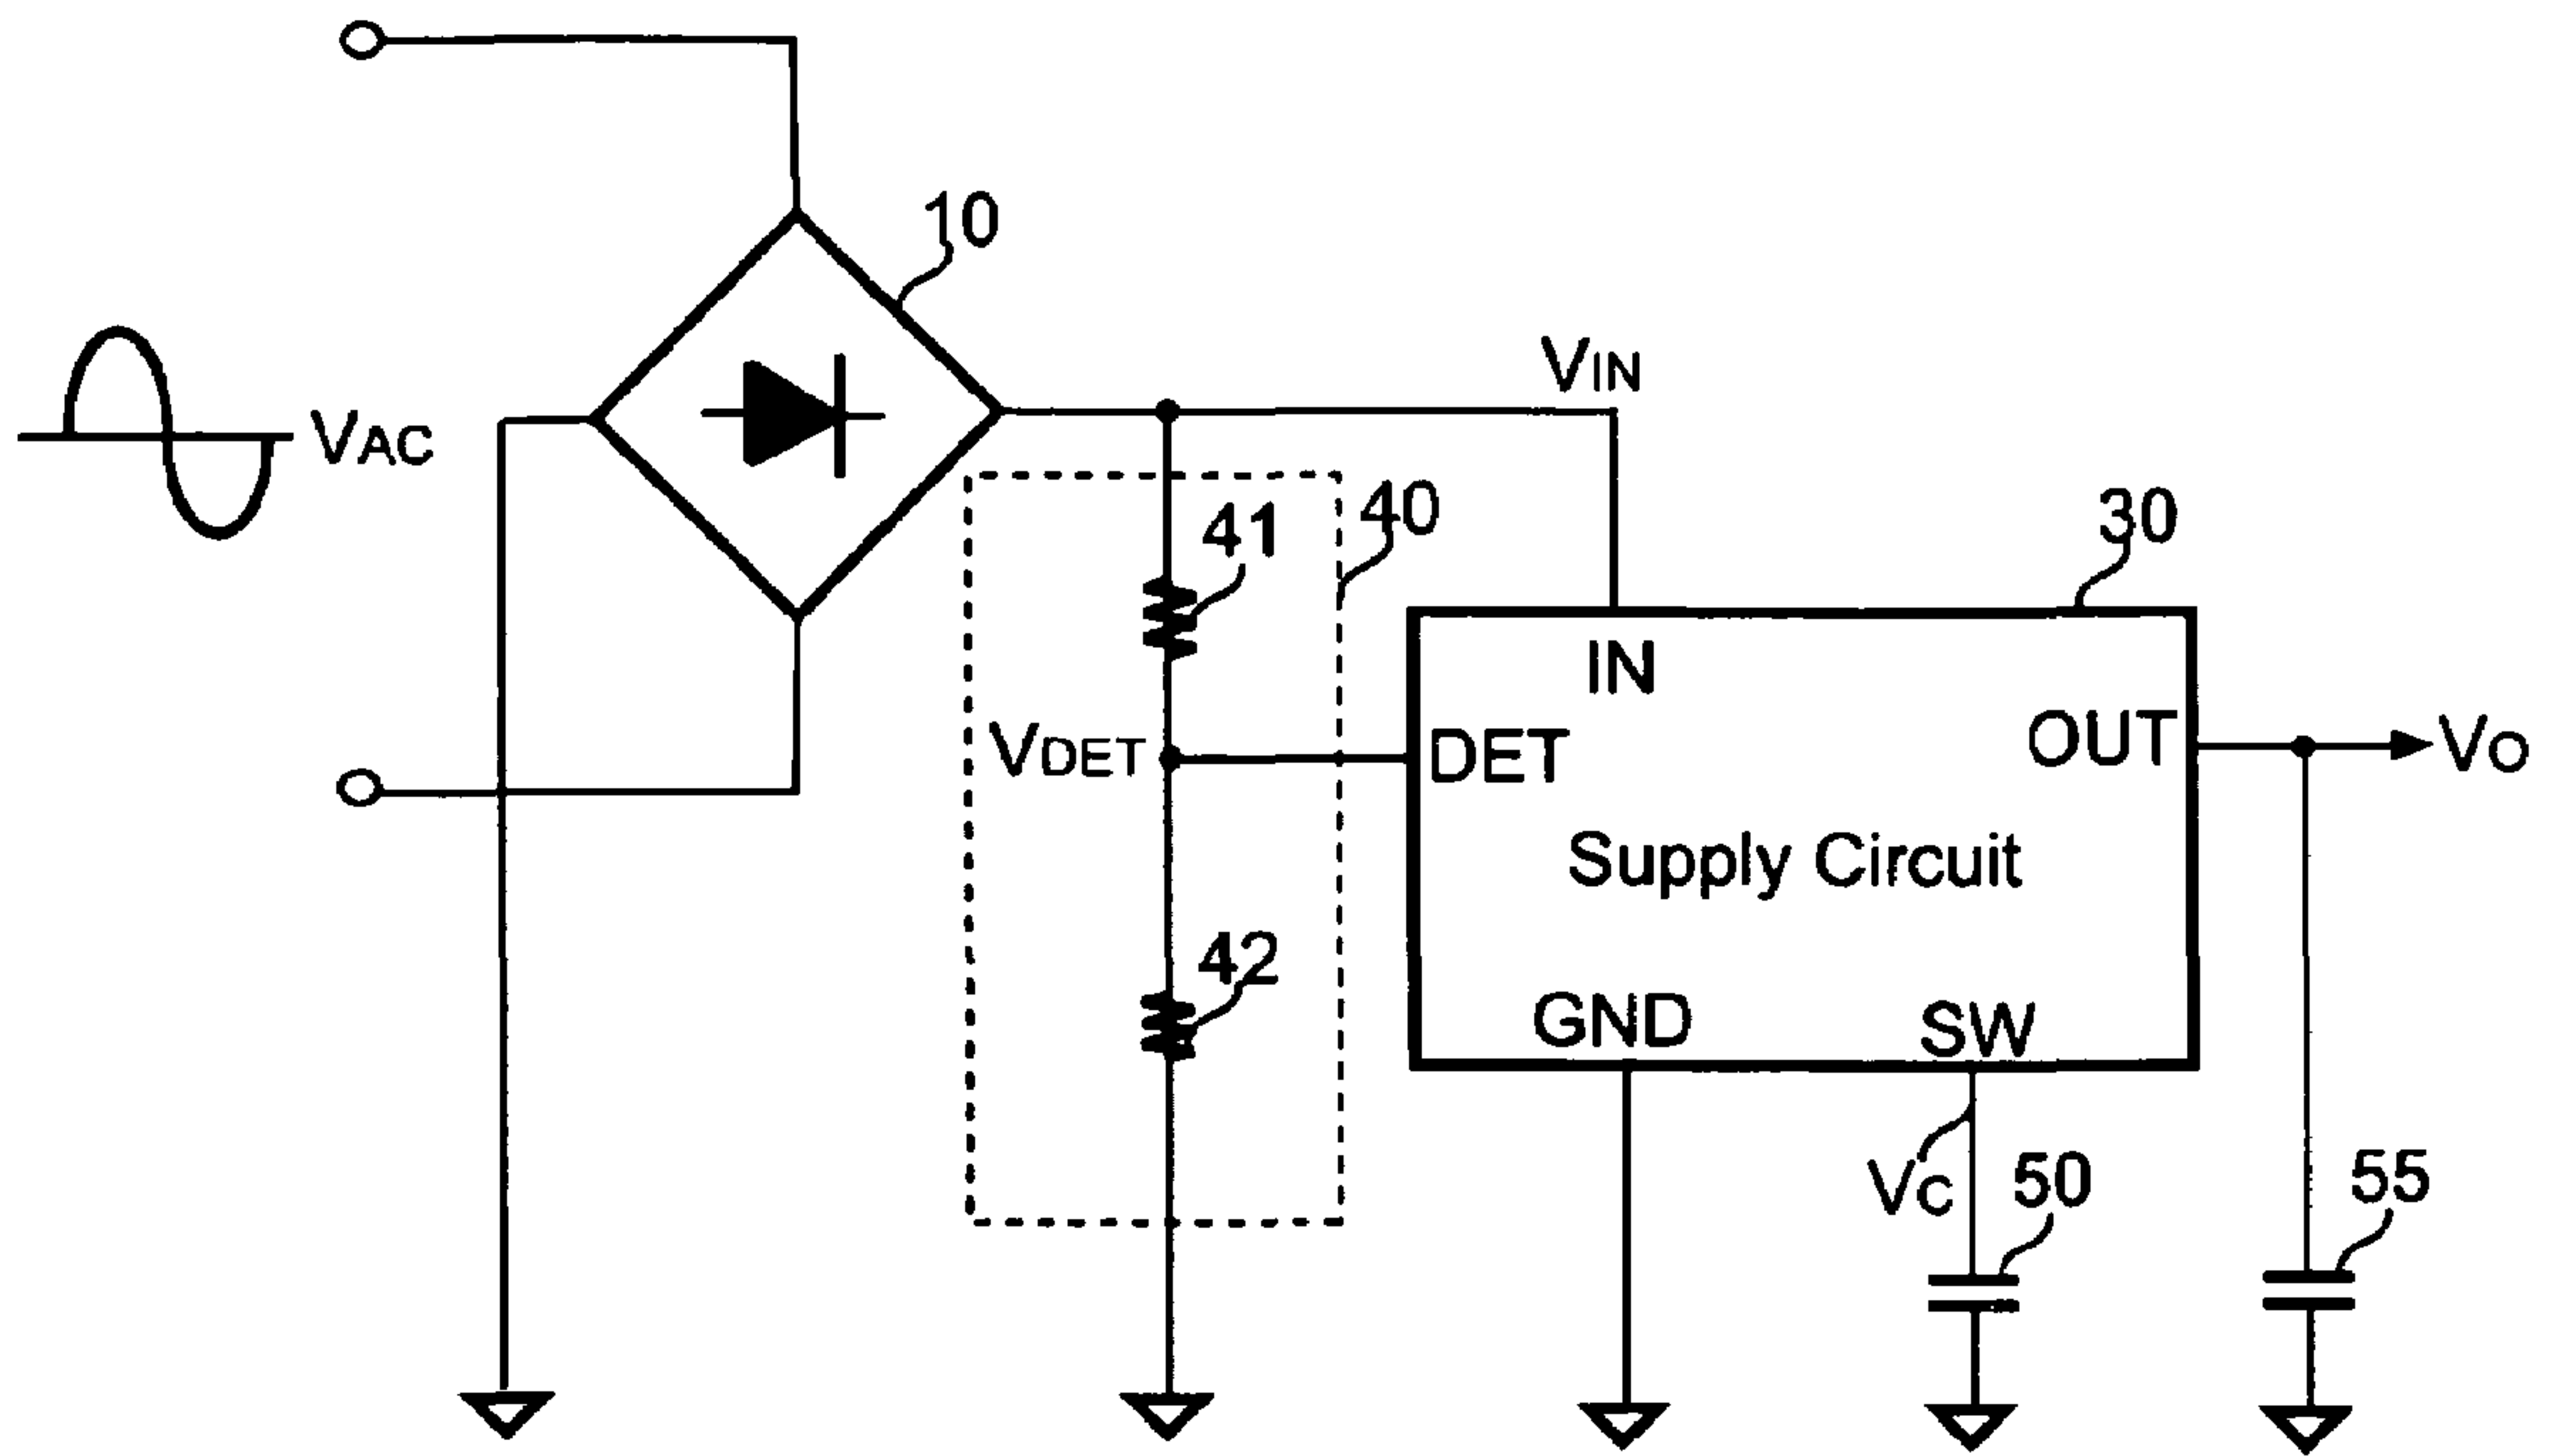 10
VIN
VAC
41
40
30
IN
VDET
DET
OUT
VO
Supply Circuit
42
GND
SW
VC
50
55